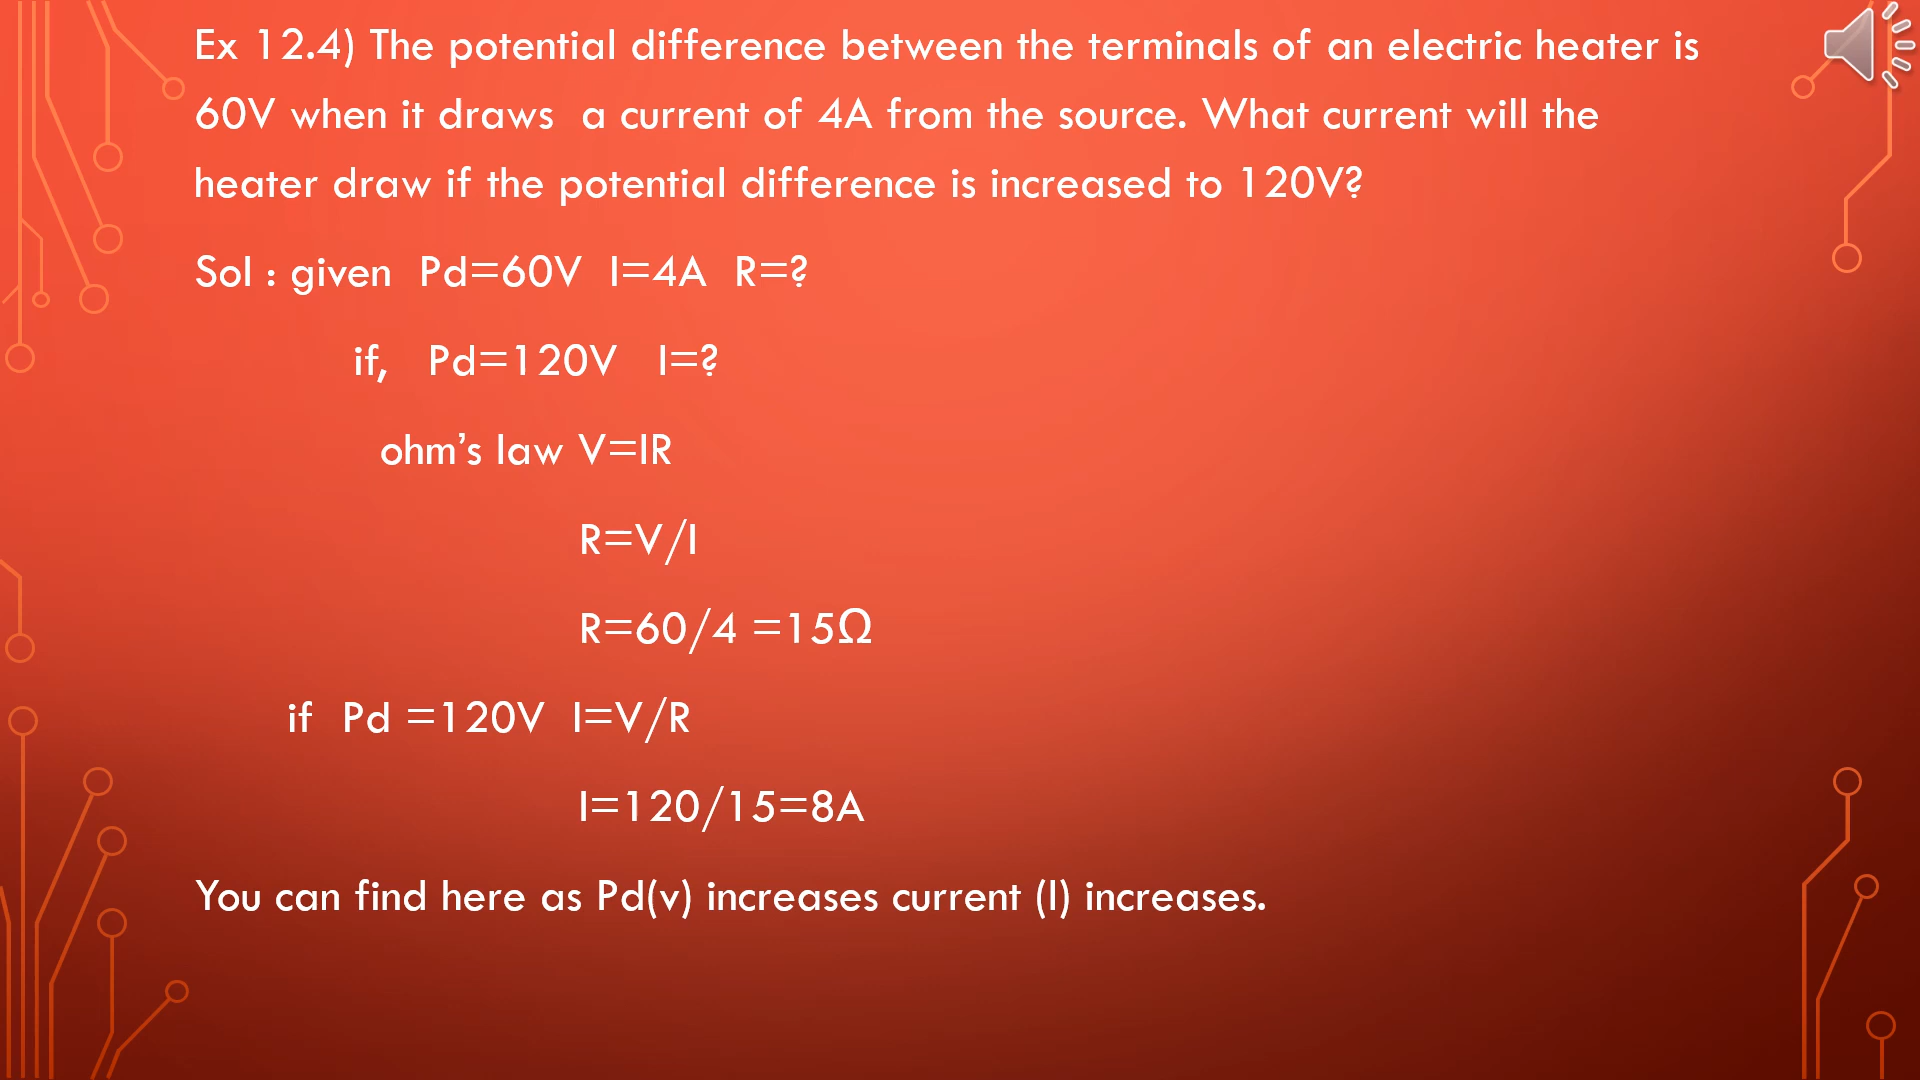 Ex 12.4) The potential difference between the terminals of an electric heater is
60V when it draws  a current of 4A from the source. What current will the
heater draw if the potential difference is increased to 120V?
Sol : given  Pd=60V  I=4A  R=?
if,   Pd=120V   I=?
ohm’s law V=IR
R=V/I
R=60/4 =15Ω
if  Pd =120V  I=V/R
I=120/15=8A
You can find here as Pd(v) increases current (I) increases.